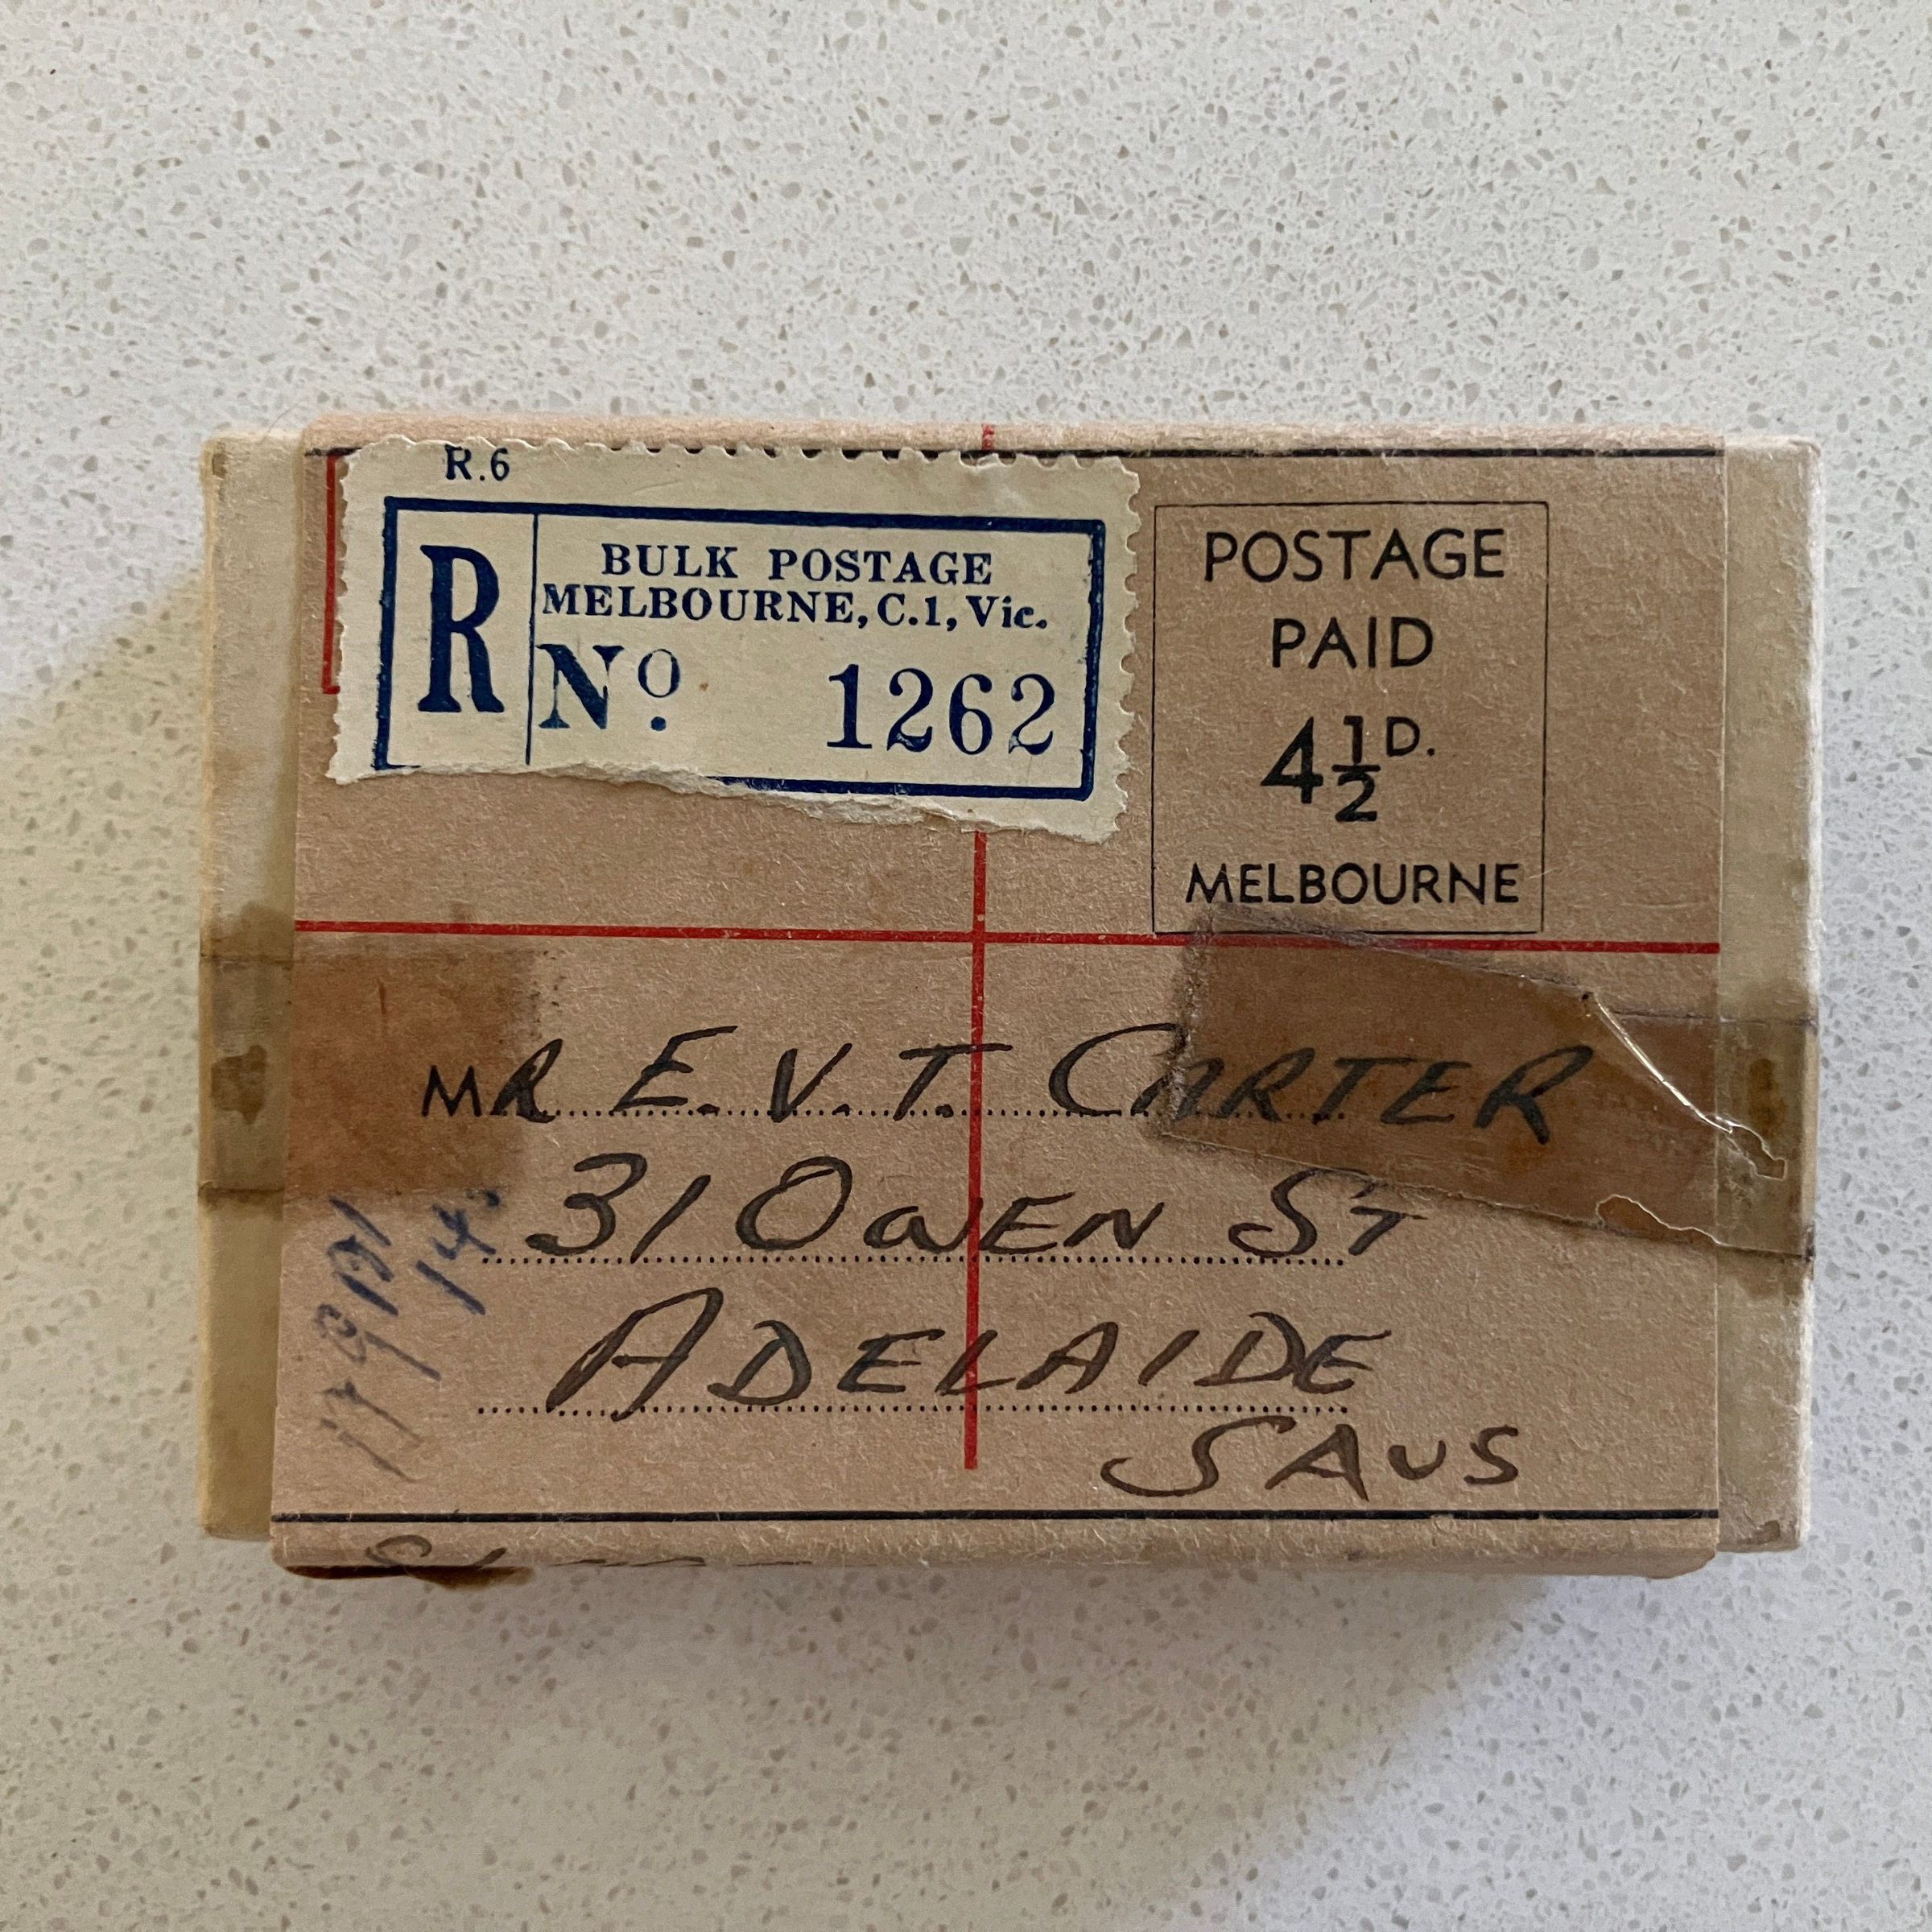 R.6
R
BULK POSTAGE
MELBOURNE, C.1, Vic.
No. 1262
POSTAGE
PAID
4½D.
MELBOURNE
MR E.V.T. CARTER
31 OWEN ST
ADELAIDE
S AUS
14